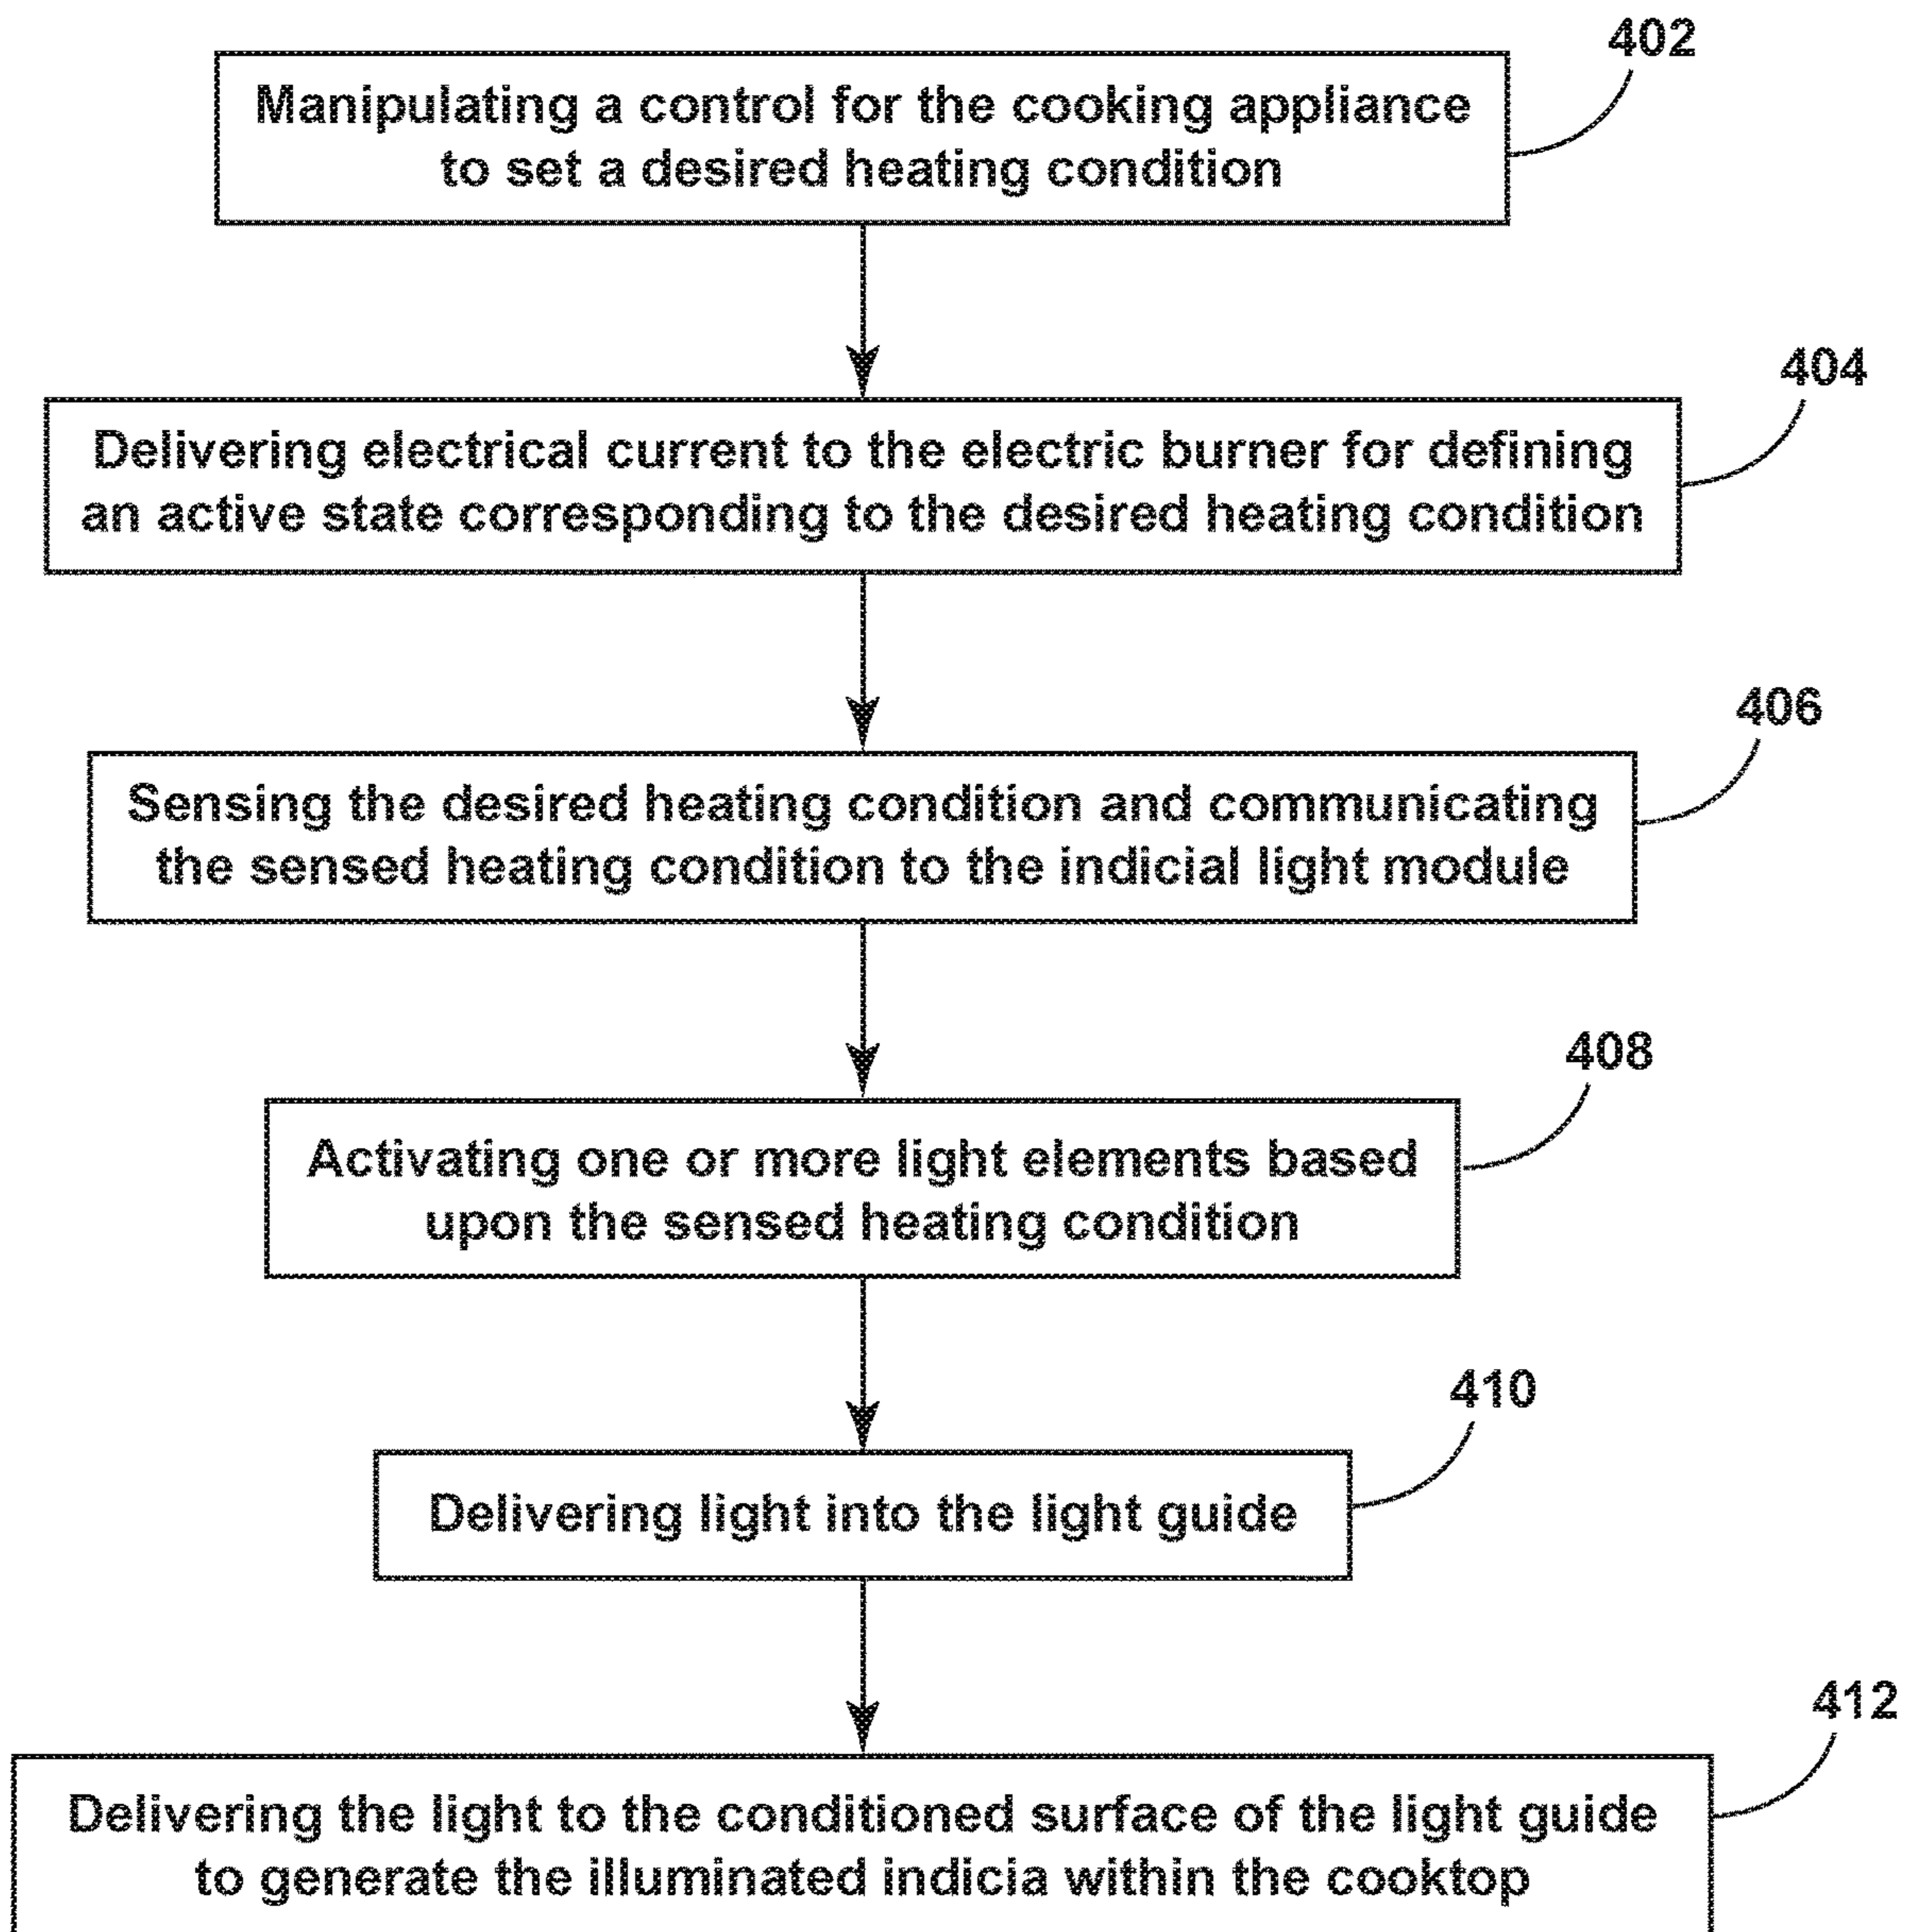 402
Manipulating a control for the cooking appliance
to set a desired heating condition
404
Delivering electrical current to the electric burner for defining
an active state corresponding to the desired heating condition
406
Sensing the desired heating condition and communicating
the sensed heating condition to the indicial light module
408
Activating one or more light elements based
upon the sensed heating condition
410
Delivering light into the light guide
412
Delivering the light to the conditioned surface of the light guide
to generate the illuminated indicia within the cooktop